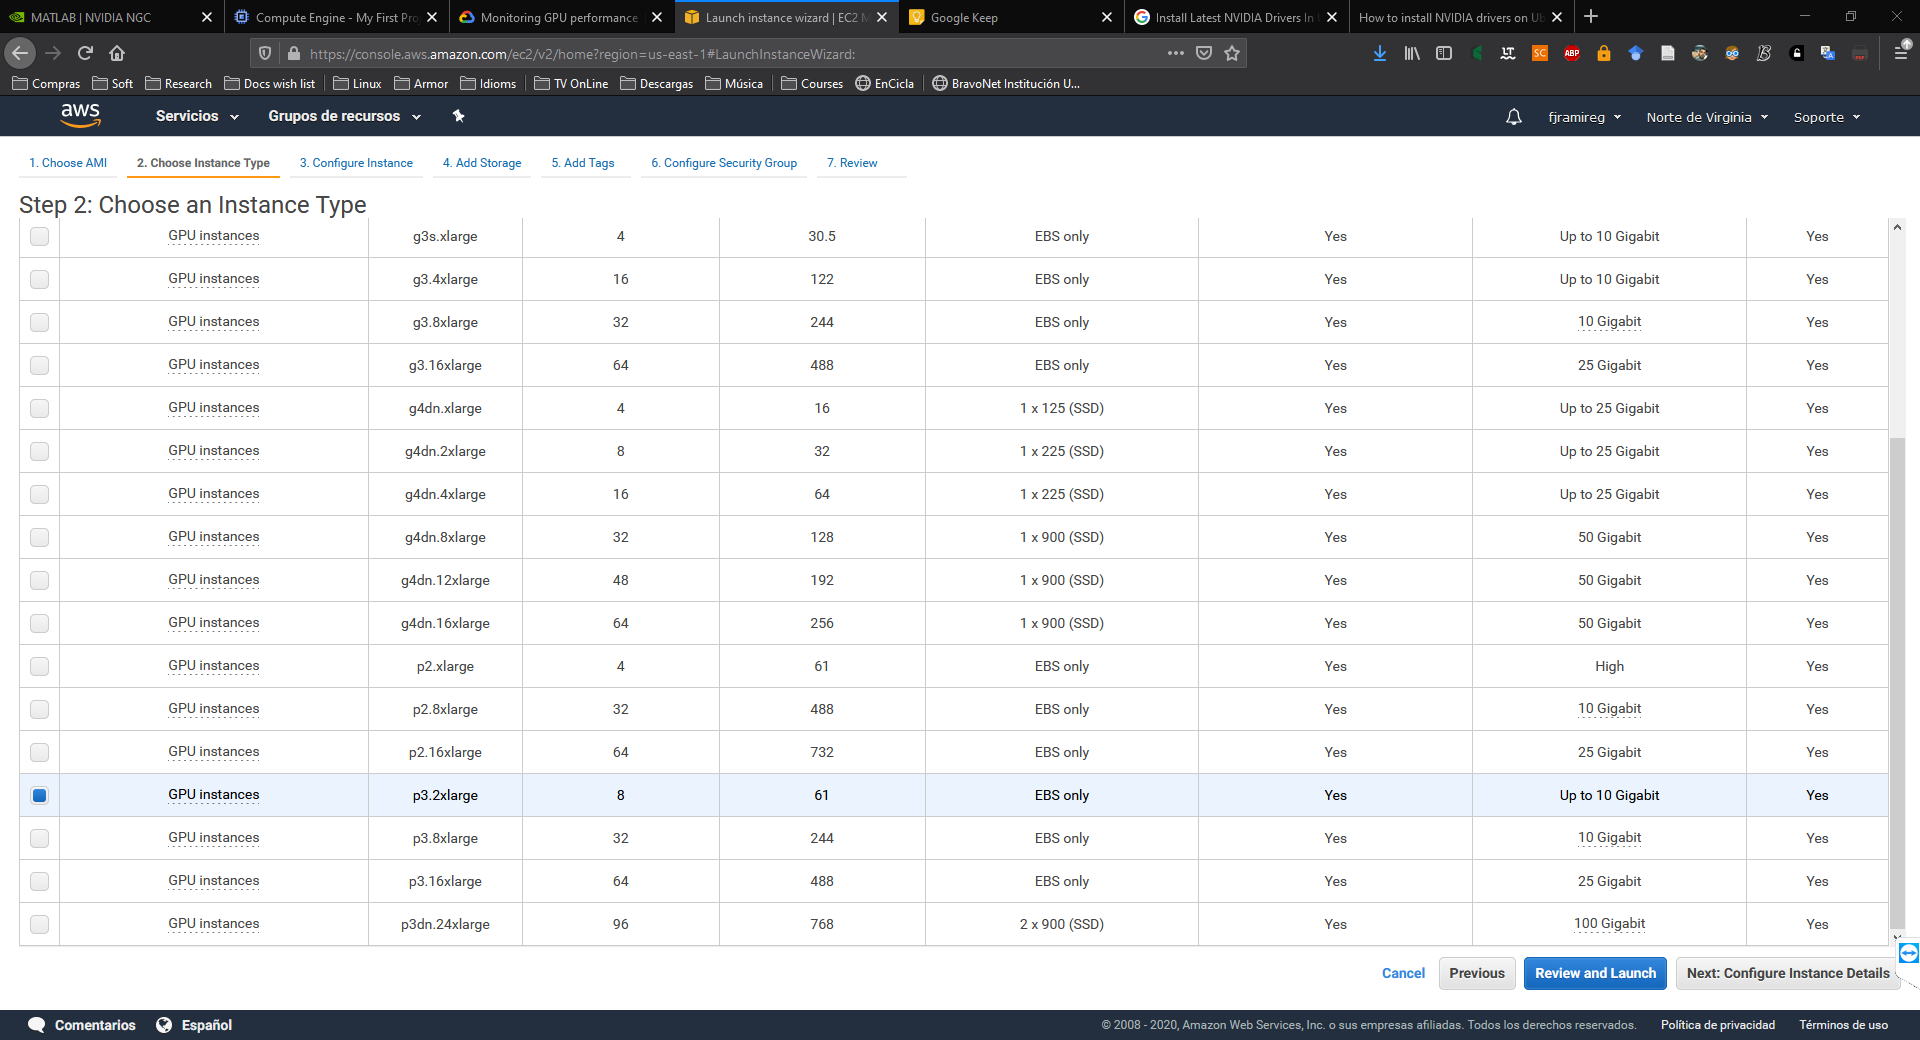 MATLAB | NVIDIA NGC
Compute Engine - My First Pro
Monitoring GPU performance
Launch instance wizard | EC2 M
Google Keep
Install Latest NVIDIA Drivers In
How to install NVIDIA drivers on Ub
https://console.aws.amazon.com/ec2/v2/home?region=us-east-1#LaunchInstanceWizard:
Compras Soft Research Docs wish list Linux Armor Idioms TV OnLine Descargas Música Courses EnCicla BravoNet Institución U...
aws Servicios Grupos de recursos fjramireg Norte de Virginia Soporte
1. Choose AMI 2. Choose Instance Type 3. Configure Instance 4. Add Storage 5. Add Tags 6. Configure Security Group 7. Review
Step 2: Choose an Instance Type
GPU instances g3s.xlarge 4 30.5 EBS only Yes Up to 10 Gigabit Yes
GPU instances g3.4xlarge 16 122 EBS only Yes Up to 10 Gigabit Yes
GPU instances g3.8xlarge 32 244 EBS only Yes 10 Gigabit Yes
GPU instances g3.16xlarge 64 488 EBS only Yes 25 Gigabit Yes
GPU instances g4dn.xlarge 4 16 1 x 125 (SSD) Yes Up to 25 Gigabit Yes
GPU instances g4dn.2xlarge 8 32 1 x 225 (SSD) Yes Up to 25 Gigabit Yes
GPU instances g4dn.4xlarge 16 64 1 x 225 (SSD) Yes Up to 25 Gigabit Yes
GPU instances g4dn.8xlarge 32 128 1 x 900 (SSD) Yes 50 Gigabit Yes
GPU instances g4dn.12xlarge 48 192 1 x 900 (SSD) Yes 50 Gigabit Yes
GPU instances g4dn.16xlarge 64 256 1 x 900 (SSD) Yes 50 Gigabit Yes
GPU instances p2.xlarge 4 61 EBS only Yes High Yes
GPU instances p2.8xlarge 32 488 EBS only Yes 10 Gigabit Yes
GPU instances p2.16xlarge 64 732 EBS only Yes 25 Gigabit Yes
GPU instances p3.2xlarge 8 61 EBS only Yes Up to 10 Gigabit Yes
GPU instances p3.8xlarge 32 244 EBS only Yes 10 Gigabit Yes
GPU instances p3.16xlarge 64 488 EBS only Yes 25 Gigabit Yes
GPU instances p3dn.24xlarge 96 768 2 x 900 (SSD) Yes 100 Gigabit Yes
Cancel Previous Review and Launch Next: Configure Instance Details
Comentarios Español © 2008 - 2020, Amazon Web Services, Inc. o sus empresas afiliadas. Todos los derechos reservados. Política de privacidad Términos de uso